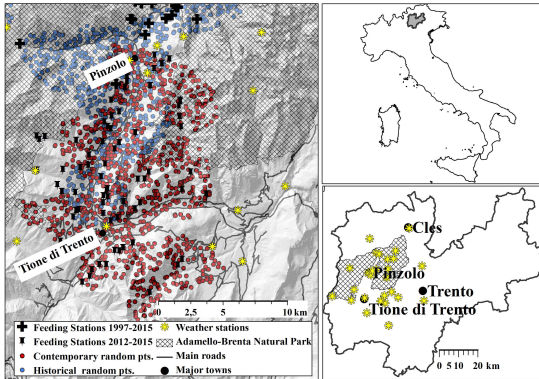 Pinzolo
Tione di Trento
0 2,5 5 10 km
Feeding Stations 1997-2015
Feeding Stations 2012-2015
Contemporary random pts.
Historical random pts.
Weather stations
Adamello-Brenta Natural Park
Main roads
Major towns
Cles
Pinzolo
Trento
Tione di Trento
0 5 10 20 km